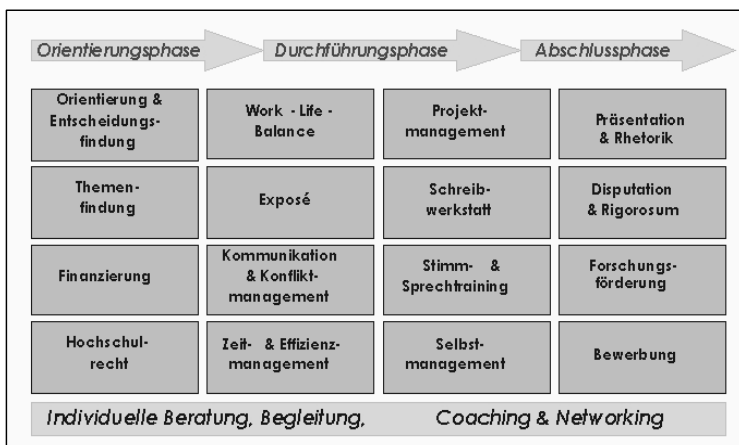 Orientierungsphase Durchführungsphase Abschlussphase
Orientierung &
Entscheidungs-
findung
Work - Life -
Balance
Projekt-
management
Präsentation
& Rhetorik
Themen-
findung
Exposé
Schreib-
werkstatt
Disputation
& Rigorosum
Finanzierung
Kommunikation
& Konflikt-
management
Stimm- &
Sprechtraining
Forschungs-
förderung
Hochschul-
recht
Zeit- & Effizienz-
management
Selbst-
management
Bewerbung
Individuelle Beratung, Begleitung, Coaching & Networking